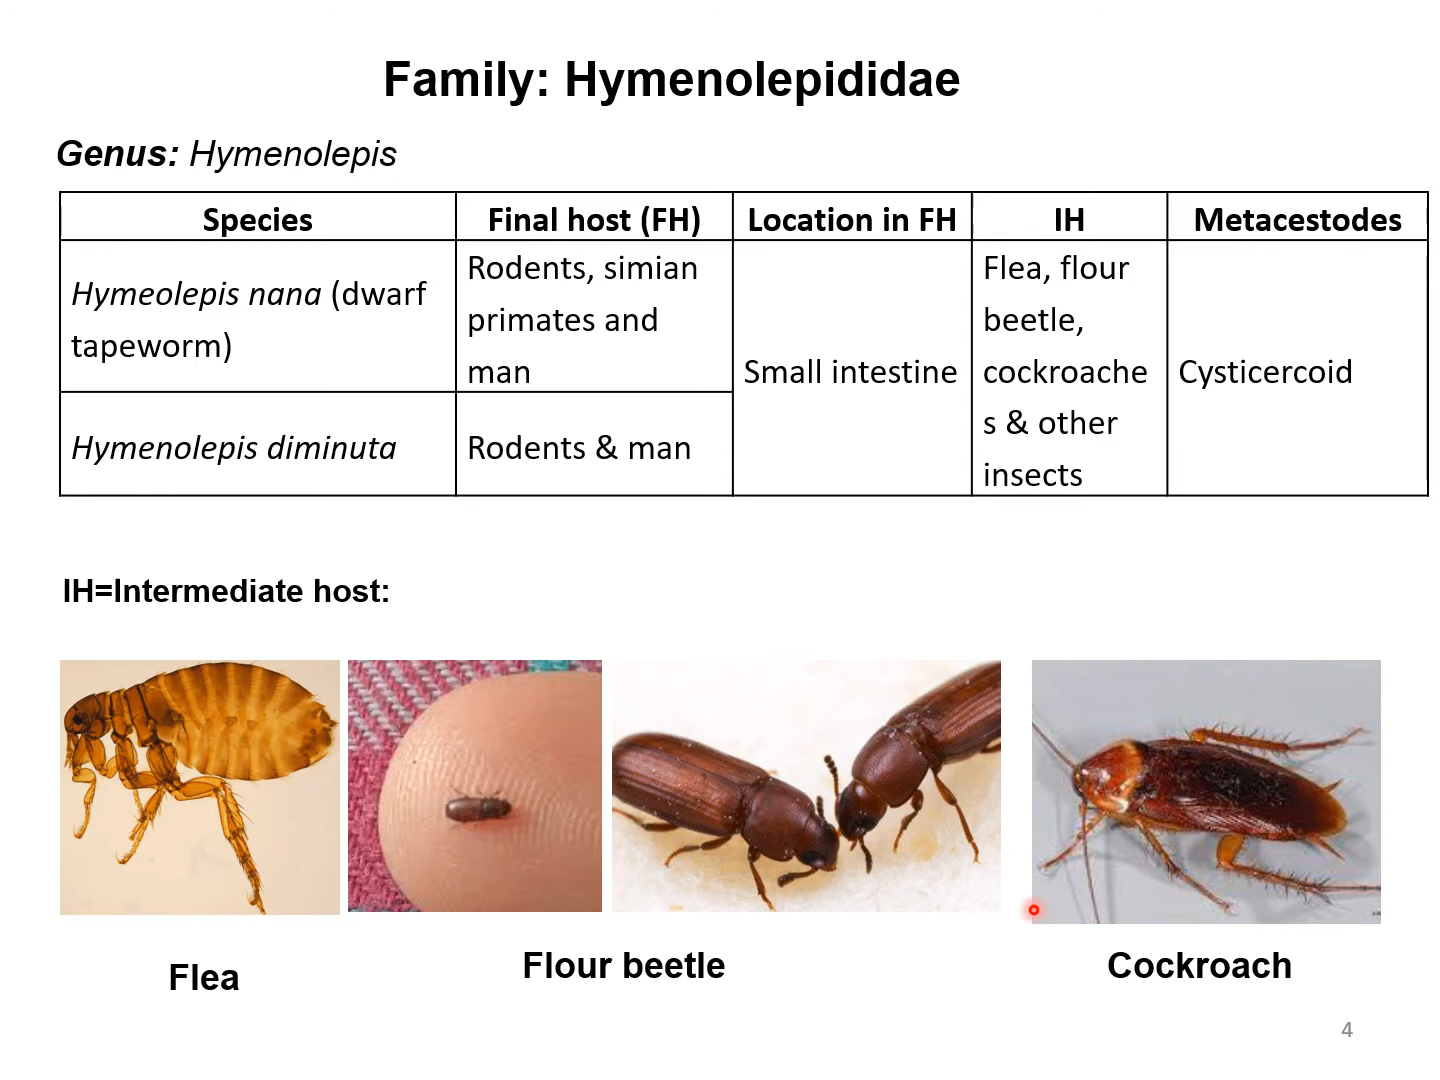 Family: Hymenolepididae
Genus: Hymenolepis
Species Final host (FH) Location in FH IH Metacestodes
Hymeolepis nana (dwarf
tapeworm)
Rodents, simian
primates and
man
Small intestine
Flea, flour
beetle,
cockroache
s & other
insects
Cysticercoid
Hymenolepis diminuta
Rodents & man
IH=Intermediate host:
Flea
Flour beetle
Cockroach
4